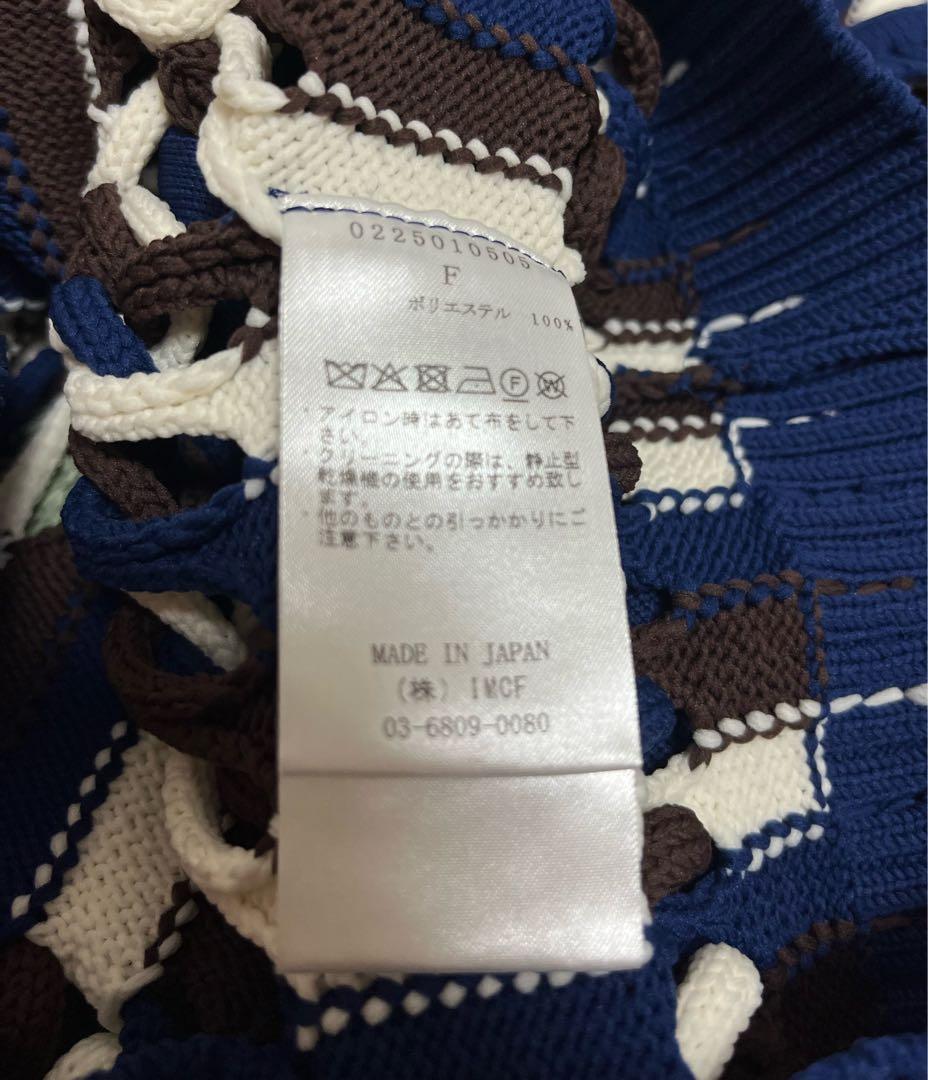 0225010505
F
ポリエステル 100%
F W
・アイロン時はあて布をして下
さい。
・クリーニングの際は、静止型
乾燥機の使用をおすすめ致し
ます。
・他のものとの引っかかりにご
注意下さい。
MADE IN JAPAN
(株) IMCF
03-6809-0080